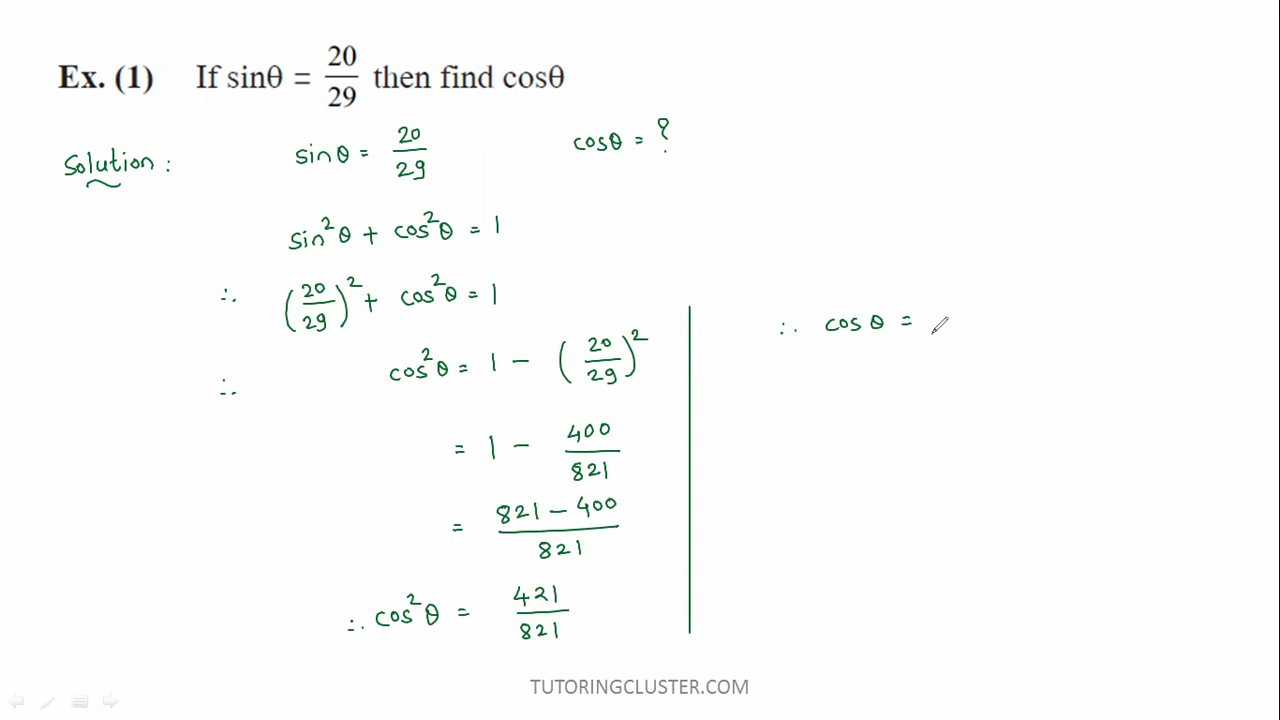 Ex. (1) If sinθ = 20/29 then find cosθ
Solution : sinθ = 20/29 cosθ = ?
sin²θ + cos²θ = 1
∴ (20/29)² + cos²θ = 1
∴ cos²θ = 1 − (20/29)²
= 1 − 400/821
= (821 − 400)/821
∴ cos²θ = 421/821
∴ cos θ =
TUTORINGCLUSTER.COM